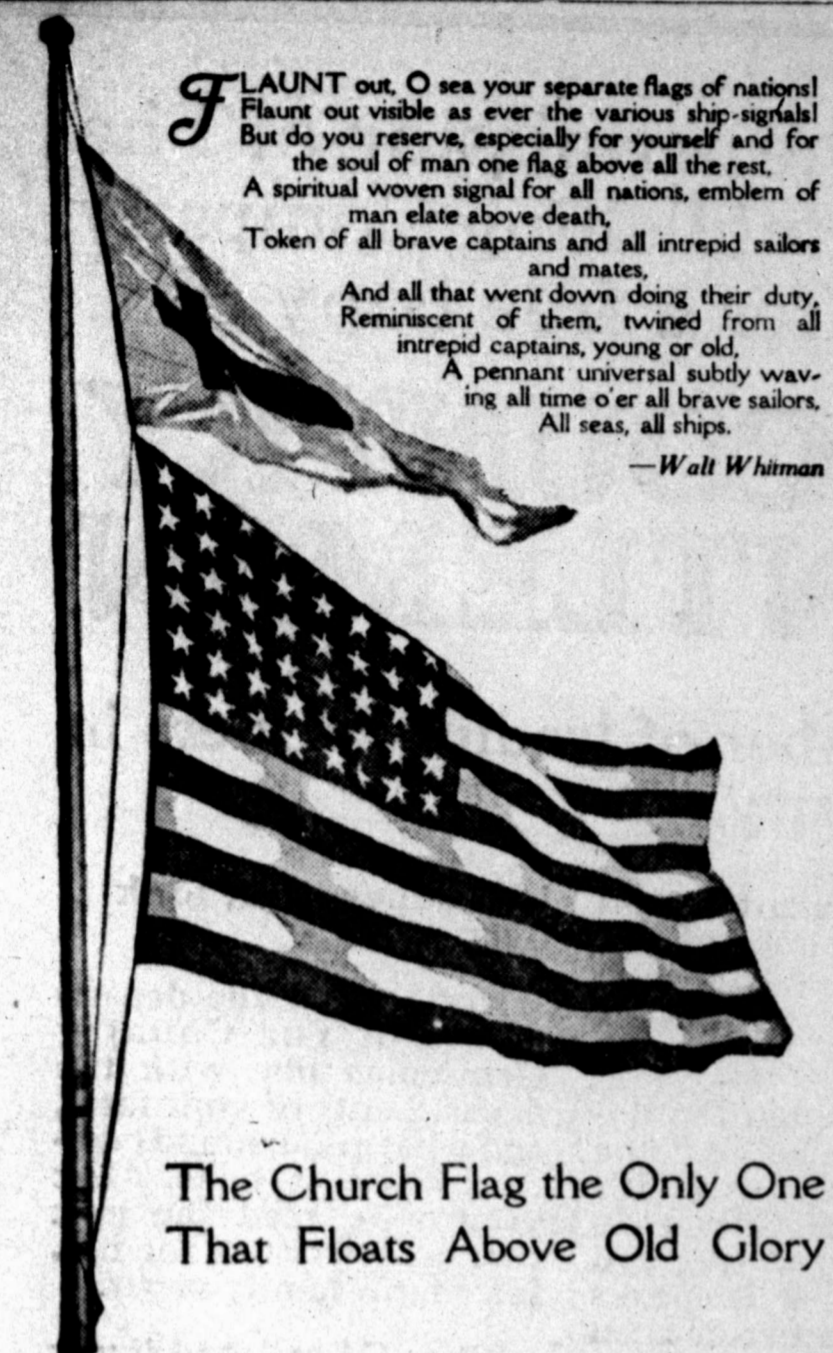 FLAUNT out, O sea your separate flags of nations!
Flaunt out visible as ever the various ship-signals!
But do you reserve, especially for yourself and for
the soul of man one flag above all the rest,
A spiritual woven signal for all nations, emblem of
man elate above death,
Token of all brave captains and all intrepid sailors
and mates,
And all that went down doing their duty,
Reminiscent of them, twined from all
intrepid captains, young or old,
A pennant universal subtly wav-
ing all time o'er all brave sailors,
All seas, all ships.
—Walt Whitman
The Church Flag the Only One
That Floats Above Old Glory